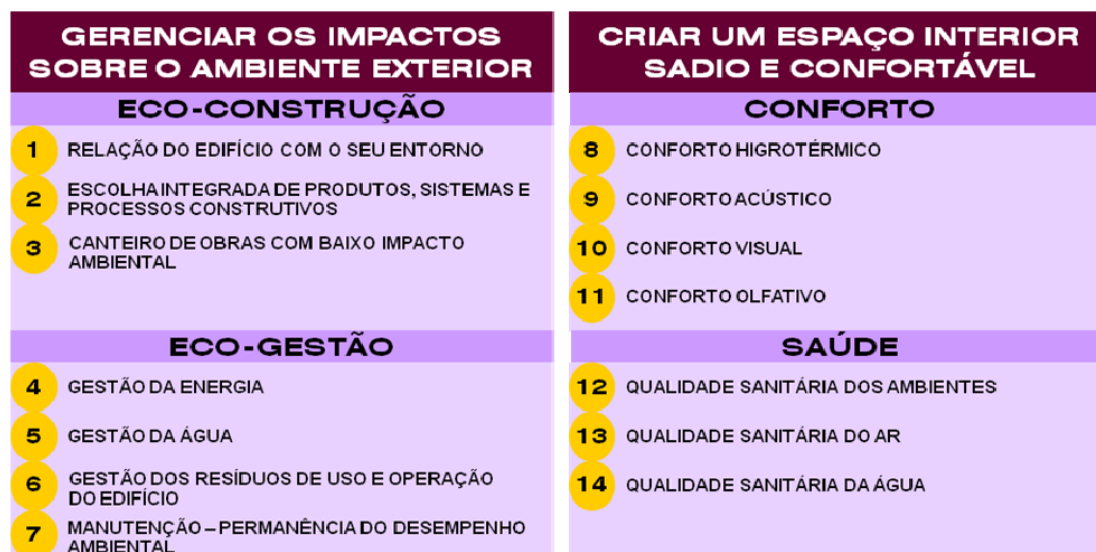 GERENCIAR OS IMPACTOS
SOBRE O AMBIENTE EXTERIOR
ECO-CONSTRUÇÃO
1 RELAÇÃO DO EDIFÍCIO COM O SEU ENTORNO
2 ESCOLHA INTEGRADA DE PRODUTOS, SISTEMAS E
PROCESSOS CONSTRUTIVOS
3 CANTEIRO DE OBRAS COM BAIXO IMPACTO
AMBIENTAL
ECO-GESTÃO
4 GESTÃO DA ENERGIA
5 GESTÃO DA ÁGUA
6 GESTÃO DOS RESÍDUOS DE USO E OPERAÇÃO
DO EDIFÍCIO
7 MANUTENÇÃO – PERMANÊNCIA DO DESEMPENHO
AMBIENTAL
CRIAR UM ESPAÇO INTERIOR
SADIO E CONFORTÁVEL
CONFORTO
8 CONFORTO HIGROTÉRMICO
9 CONFORTO ACÚSTICO
10 CONFORTO VISUAL
11 CONFORTO OLFATIVO
SAÚDE
12 QUALIDADE SANITÁRIA DOS AMBIENTES
13 QUALIDADE SANITÁRIA DO AR
14 QUALIDADE SANITÁRIA DA ÁGUA